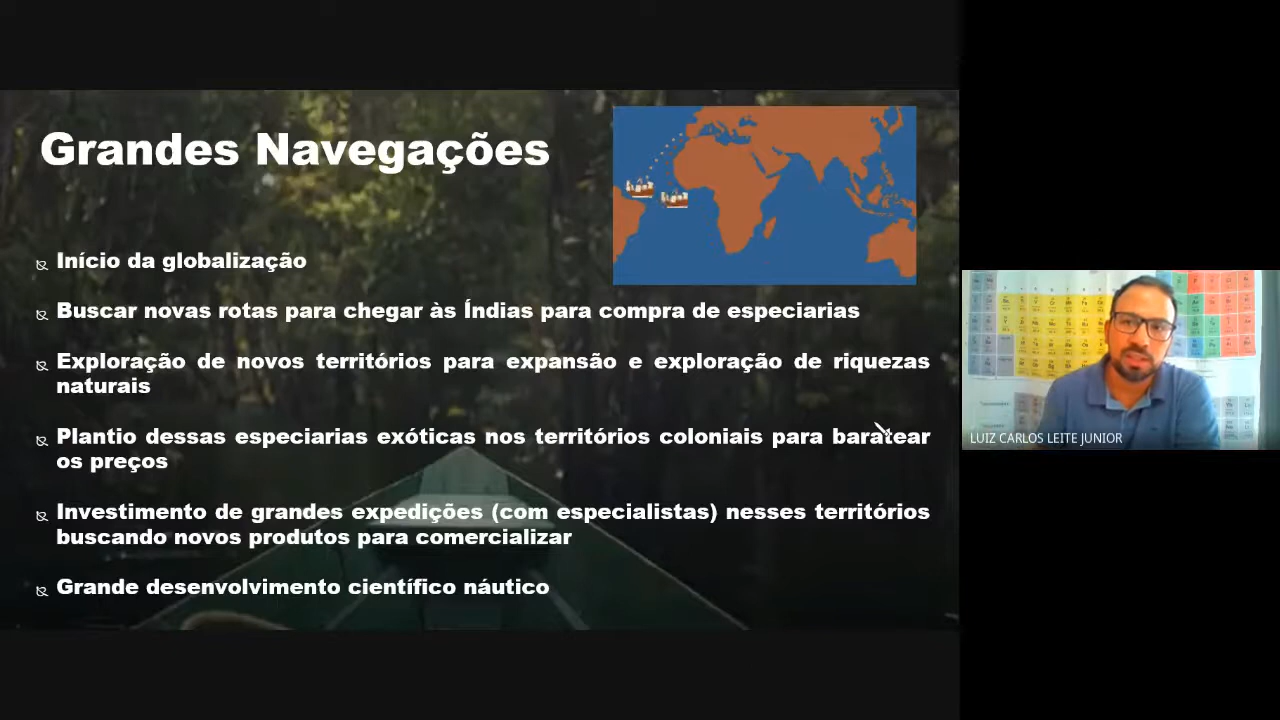 Grandes Navegações
Início da globalização
Buscar novas rotas para chegar às Índias para compra de especiarias
Exploração de novos territórios para expansão e exploração de riquezas
naturais
Plantio dessas especiarias exóticas nos territórios coloniais para baratear
os preços
Investimento de grandes expedições (com especialistas) nesses territórios
buscando novos produtos para comercializar
Grande desenvolvimento científico náutico
LUIZ CARLOS LEITE JUNIOR